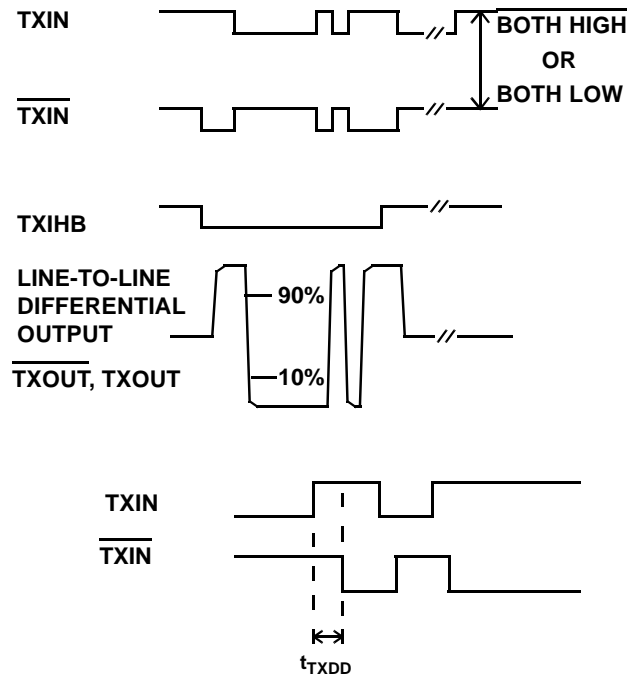 TXIN
BOTH HIGH
OR
BOTH LOW
TXIN
TXIHB
LINE-TO-LINE
DIFFERENTIAL
OUTPUT
TXOUT, TXOUT
90%
10%
TXIN
TXIN
tTXDD